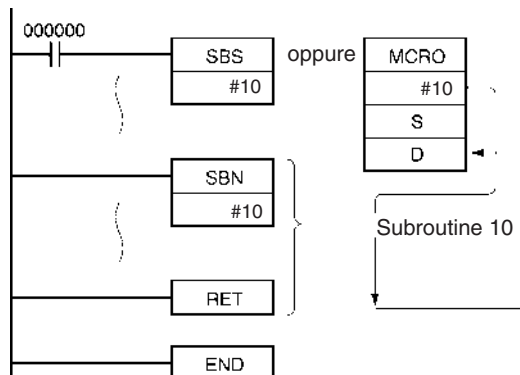 000000
SBS oppure MCRO
#10 #10
S
D
SBN
#10
Subroutine 10
RET
END